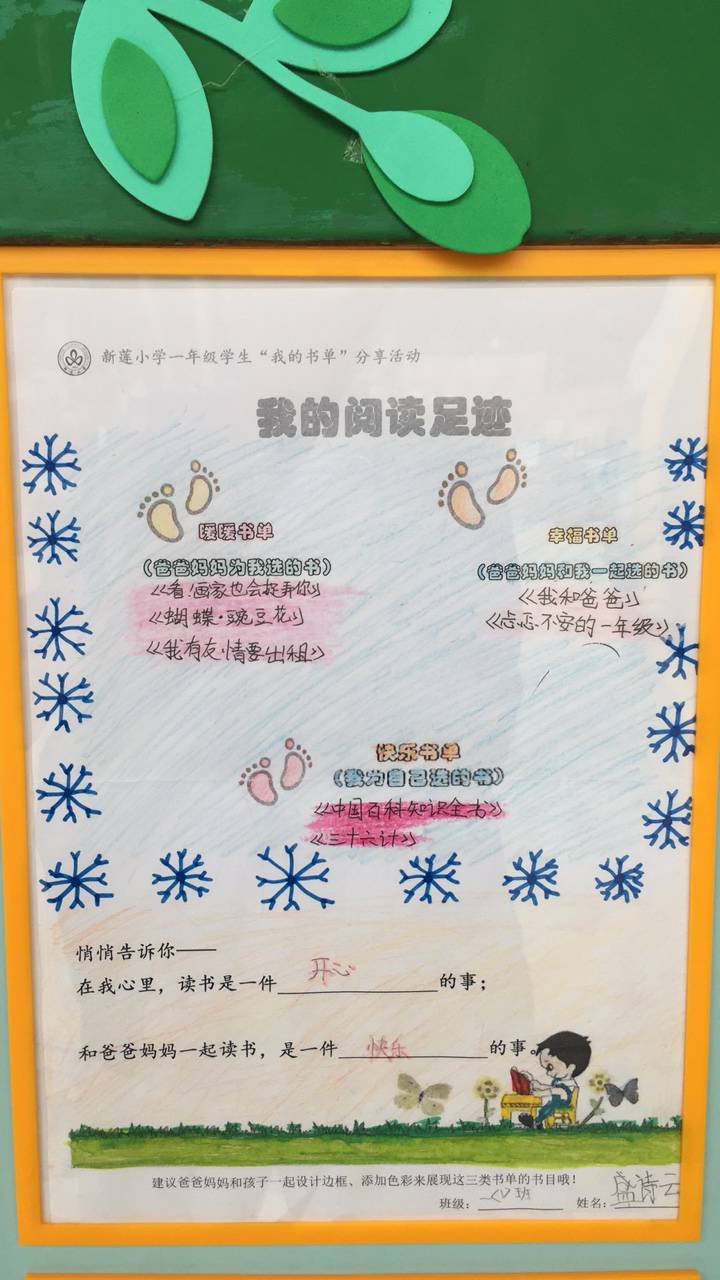 新莲小学一年级学生“我的书单”分享活动
我的阅读足迹
暖暖书单
(爸爸妈妈为我选的书)
《看!画家也会捉弄你》
《蝴蝶·豌豆花》
《我有友情要出租》
幸福书单
(爸爸妈妈和我一起选的书)
《我和爸爸》
《忐忑不安的一年级》
快乐书单
(我为自己选的书)
《中国百科知识全书》
《三十六计》
悄悄告诉你——
在我心里,读书是一件开心的事;
和爸爸妈妈一起读书,是一件快乐的事。
建议爸爸妈妈和孩子一起设计边框、添加色彩来展现这三类书单的书目哦!
班级: 姓名:盛诗云